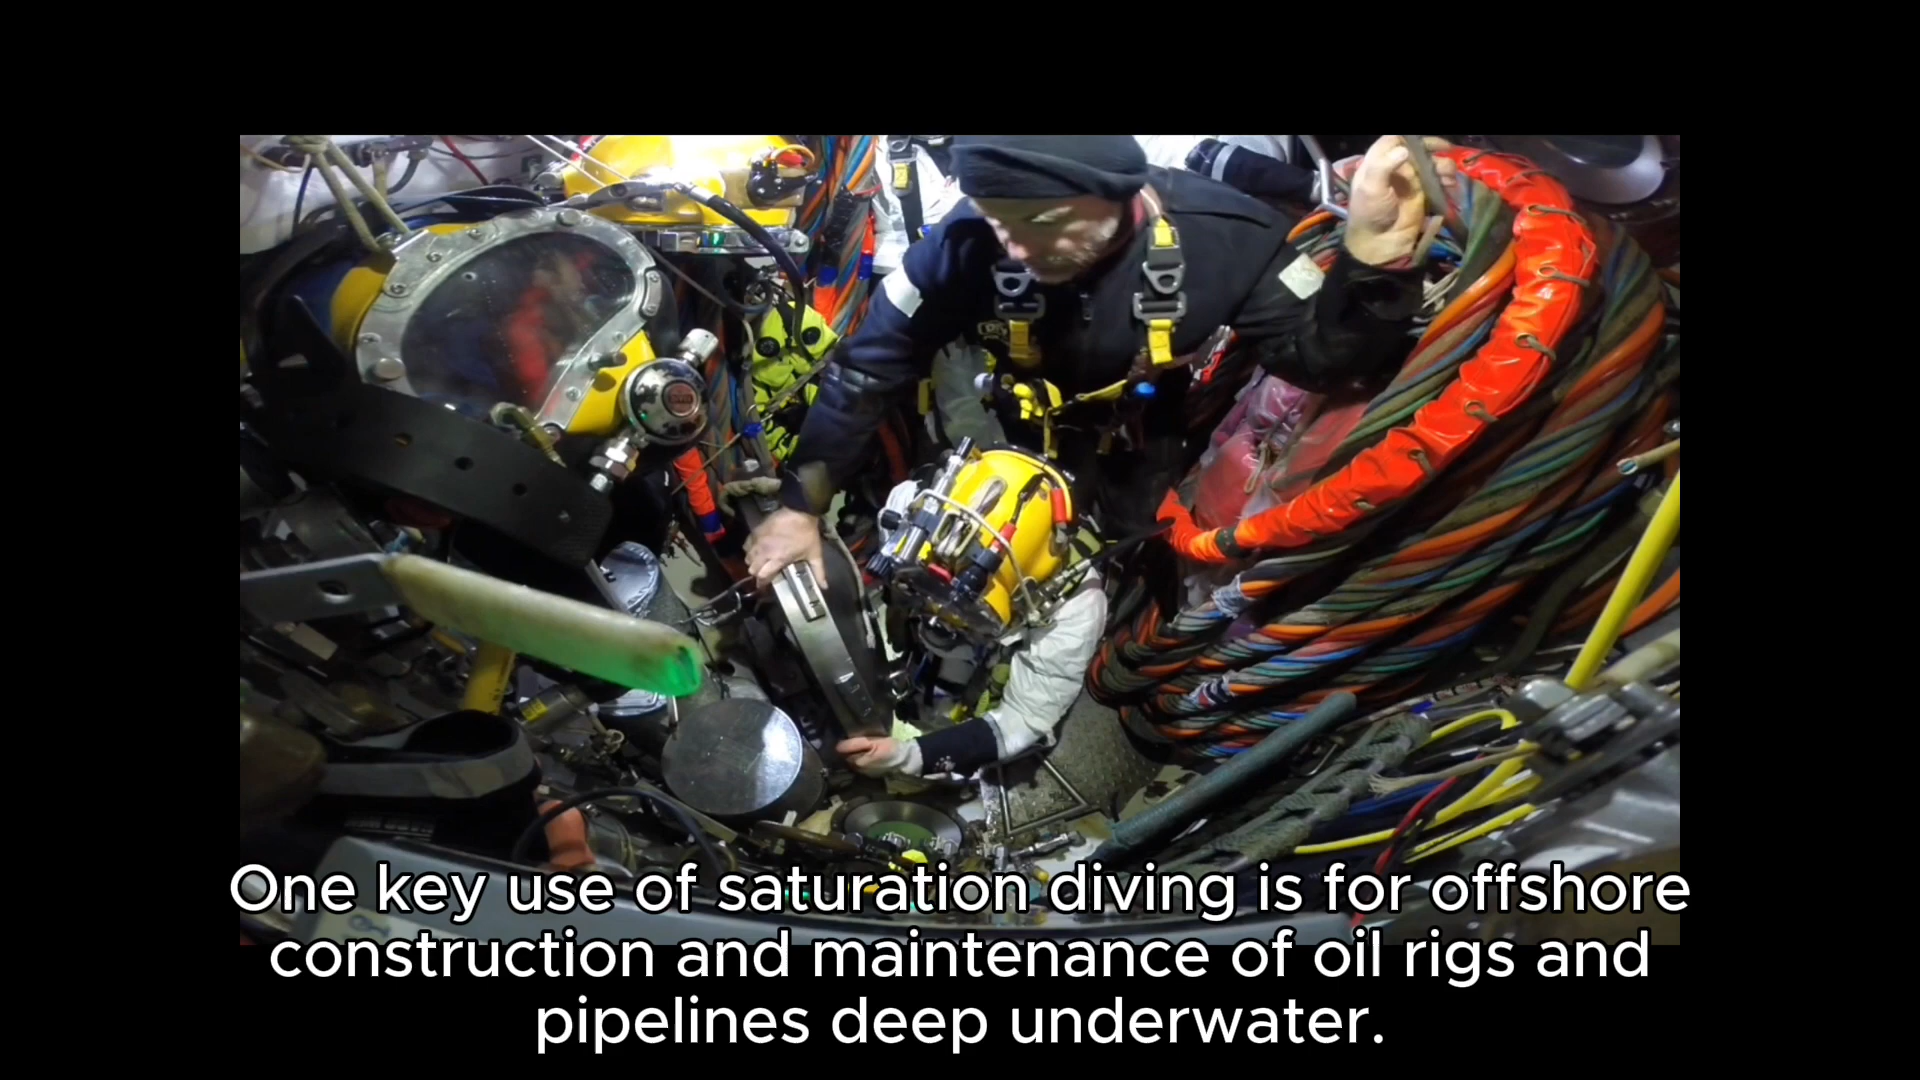 One key use of saturation diving is for offshore
construction and maintenance of oil rigs and
pipelines deep underwater.